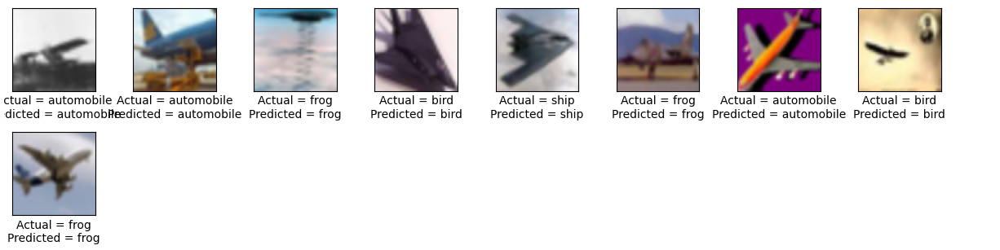 ctual = automobile
dicted = automobile
Actual = automobile
Predicted = automobile
Actual = frog
Predicted = frog
Actual = bird
Predicted = bird
Actual = ship
Predicted = ship
Actual = frog
Predicted = frog
Actual = automobile
Predicted = automobile
Actual = bird
Predicted = bird
Actual = frog
Predicted = frog